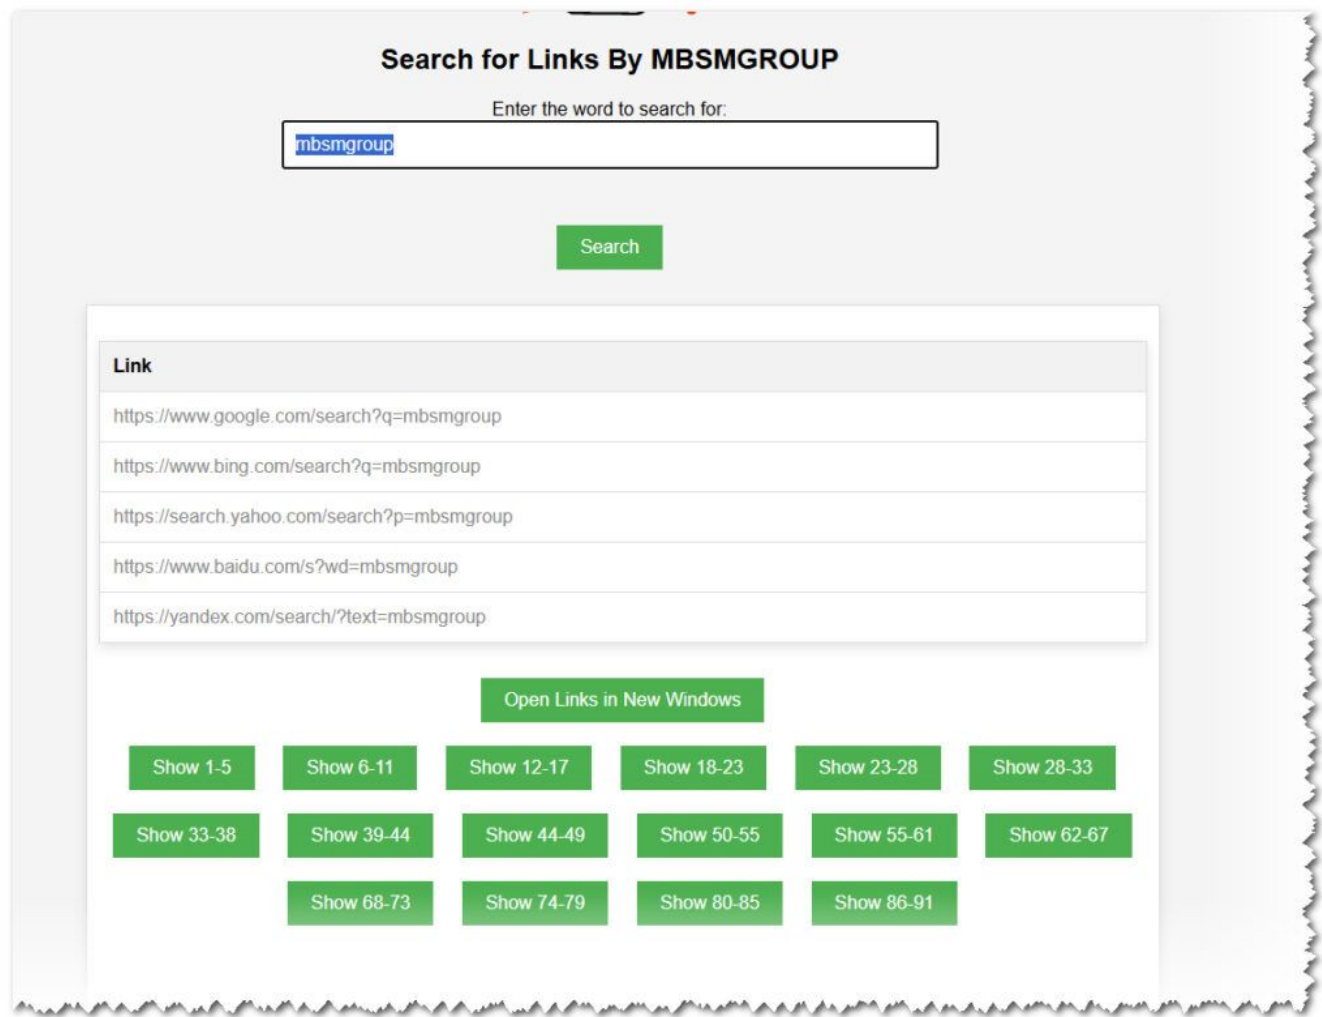 Search for Links By MBSMGROUP
Enter the word to search for:
mbsmgroup
Search
Link
https://www.google.com/search?q=mbsmgroup
https://www.bing.com/search?q=mbsmgroup
https://search.yahoo.com/search?p=mbsmgroup
https://www.baidu.com/s?wd=mbsmgroup
https://yandex.com/search/?text=mbsmgroup
Open Links in New Windows
Show 1-5 Show 6-11 Show 12-17 Show 18-23 Show 23-28 Show 28-33
Show 33-38 Show 39-44 Show 44-49 Show 50-55 Show 55-61 Show 62-67
Show 68-73 Show 74-79 Show 80-85 Show 86-91